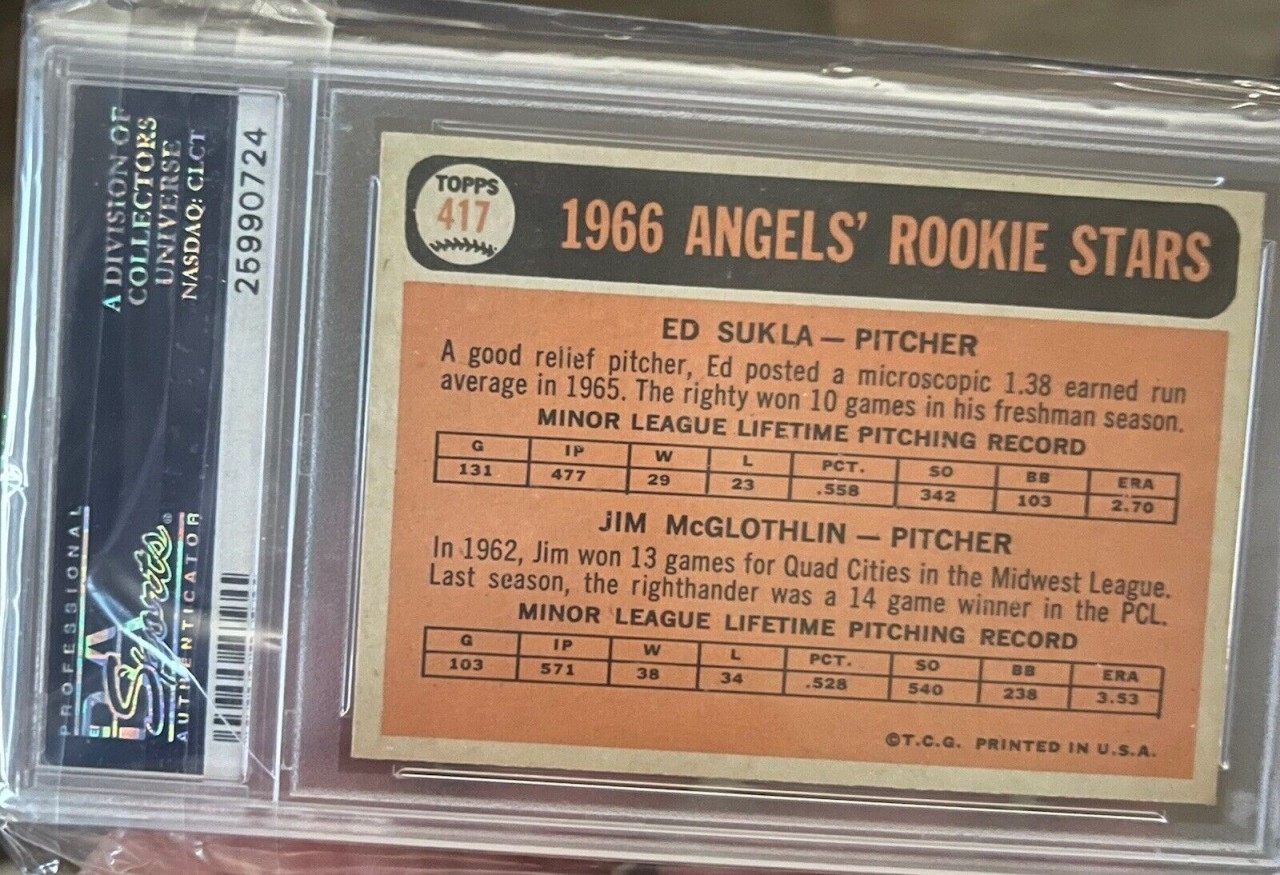 A DIVISION OF
COLLECTORS
UNIVERSE
NASDAQ: CLCT
25990724
PROFESSIONAL
PSA
Sports
AUTHENTICATOR
TOPPS
417
1966 ANGELS' ROOKIE STARS
ED SUKLA — PITCHER
A good relief pitcher, Ed posted a microscopic 1.38 earned run
average in 1965. The righty won 10 games in his freshman season.
MINOR LEAGUE LIFETIME PITCHING RECORD
G IP W L PCT. SO BB ERA
131 477 29 23 .558 342 103 2.70
JIM McGLOTHLIN — PITCHER
In 1962, Jim won 13 games for Quad Cities in the Midwest League.
Last season, the righthander was a 14 game winner in the PCL.
MINOR LEAGUE LIFETIME PITCHING RECORD
G IP W L PCT. SO BB ERA
103 571 38 34 .528 540 238 3.53
©T.C.G. PRINTED IN U.S.A.